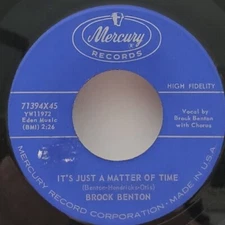 Mercury
RECORDS
HIGH FIDELITY
71394X45
YW13972
Eden Music
(BMI) 2:26
Vocal by
Brook Benton
with Chorus
IT'S JUST A MATTER OF TIME
(Benton-Hendricks-Otis)
BROOK BENTON
MERCURY RECORD CORPORATION • MADE IN U.S.A.